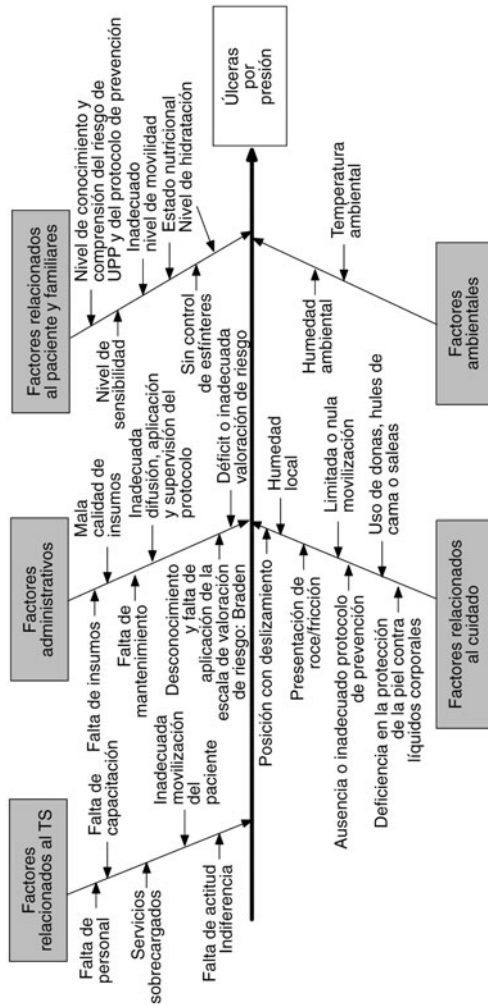 Factores
relacionados al TS
Falta de
personal
Falta de
capacitación
Servicios
sobrecargados
Inadecuada
movilización
del
paciente
Falta de actitud
Indiferencia
Factores
administrativos
Falta de insumos
Mala
calidad de
insumos
Falta de
mantenimiento
Inadecuada
difusión, aplicación
y supervisión del
protocolo
Desconocimiento
y falta de
aplicación de la
escala de valoración
de riesgo: Braden
Déficit o inadecuada
valoración de riesgo
Factores relacionados
al paciente y familiares
Nivel de conocimiento y
comprensión del riesgo de
UPP y del protocolo de prevención
Nivel de
sensibilidad
Inadecuado
nivel de movilidad
Estado nutricional
Nivel de hidratación
Sin control
de esfínteres
Úlceras
por
presión
Posición con deslizamiento
Humedad
local
Presentación de
roce/fricción
Limitada o nula
movilización
Ausencia o inadecuado protocolo
de prevención
Uso de donas, hules de
cama o saleas
Deficiencia en la protección
de la piel contra
líquidos corporales
Factores relacionados
al cuidado
Humedad
ambiental
Temperatura
ambiental
Factores
ambientales